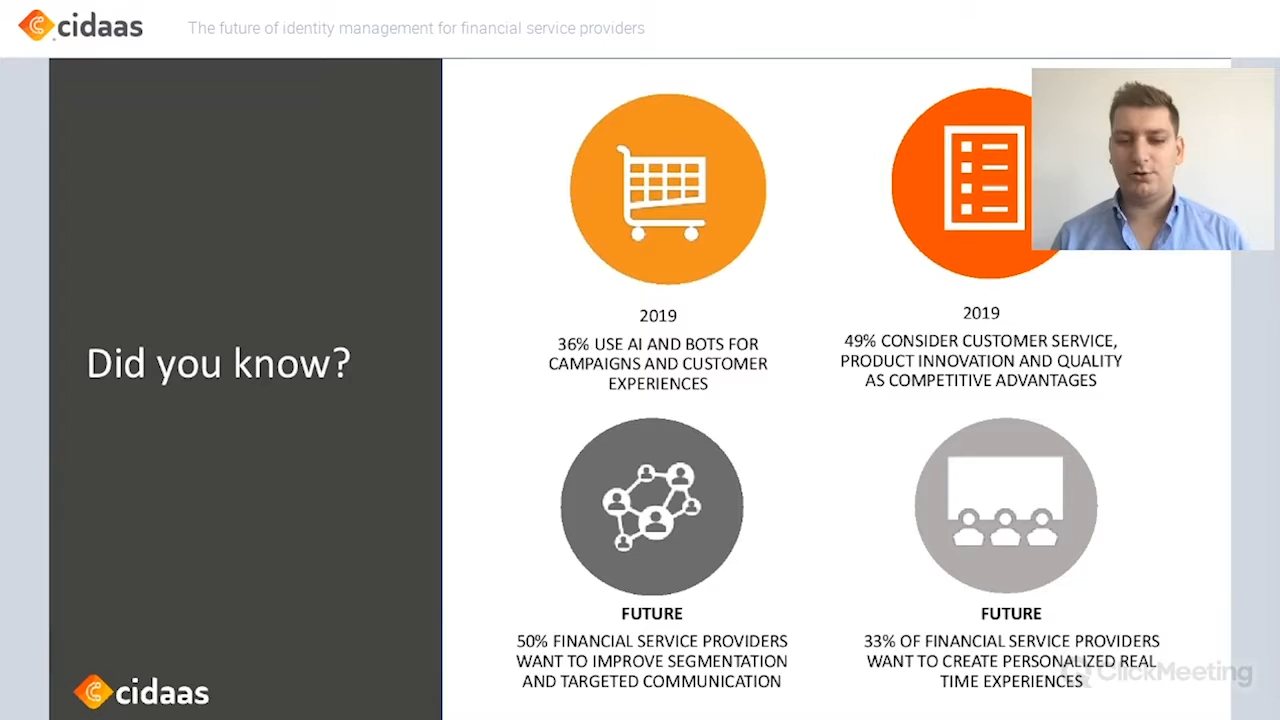 cidaas
The future of identity management for financial service providers
Did you know?
2019
36% USE AI AND BOTS FOR
CAMPAIGNS AND CUSTOMER
EXPERIENCES
2019
49% CONSIDER CUSTOMER SERVICE,
PRODUCT INNOVATION AND QUALITY
AS COMPETITIVE ADVANTAGES
FUTURE
50% FINANCIAL SERVICE PROVIDERS
WANT TO IMPROVE SEGMENTATION
AND TARGETED COMMUNICATION
FUTURE
33% OF FINANCIAL SERVICE PROVIDERS
WANT TO CREATE PERSONALIZED REAL
TIME EXPERIENCES
ClickMeeting
cidaas